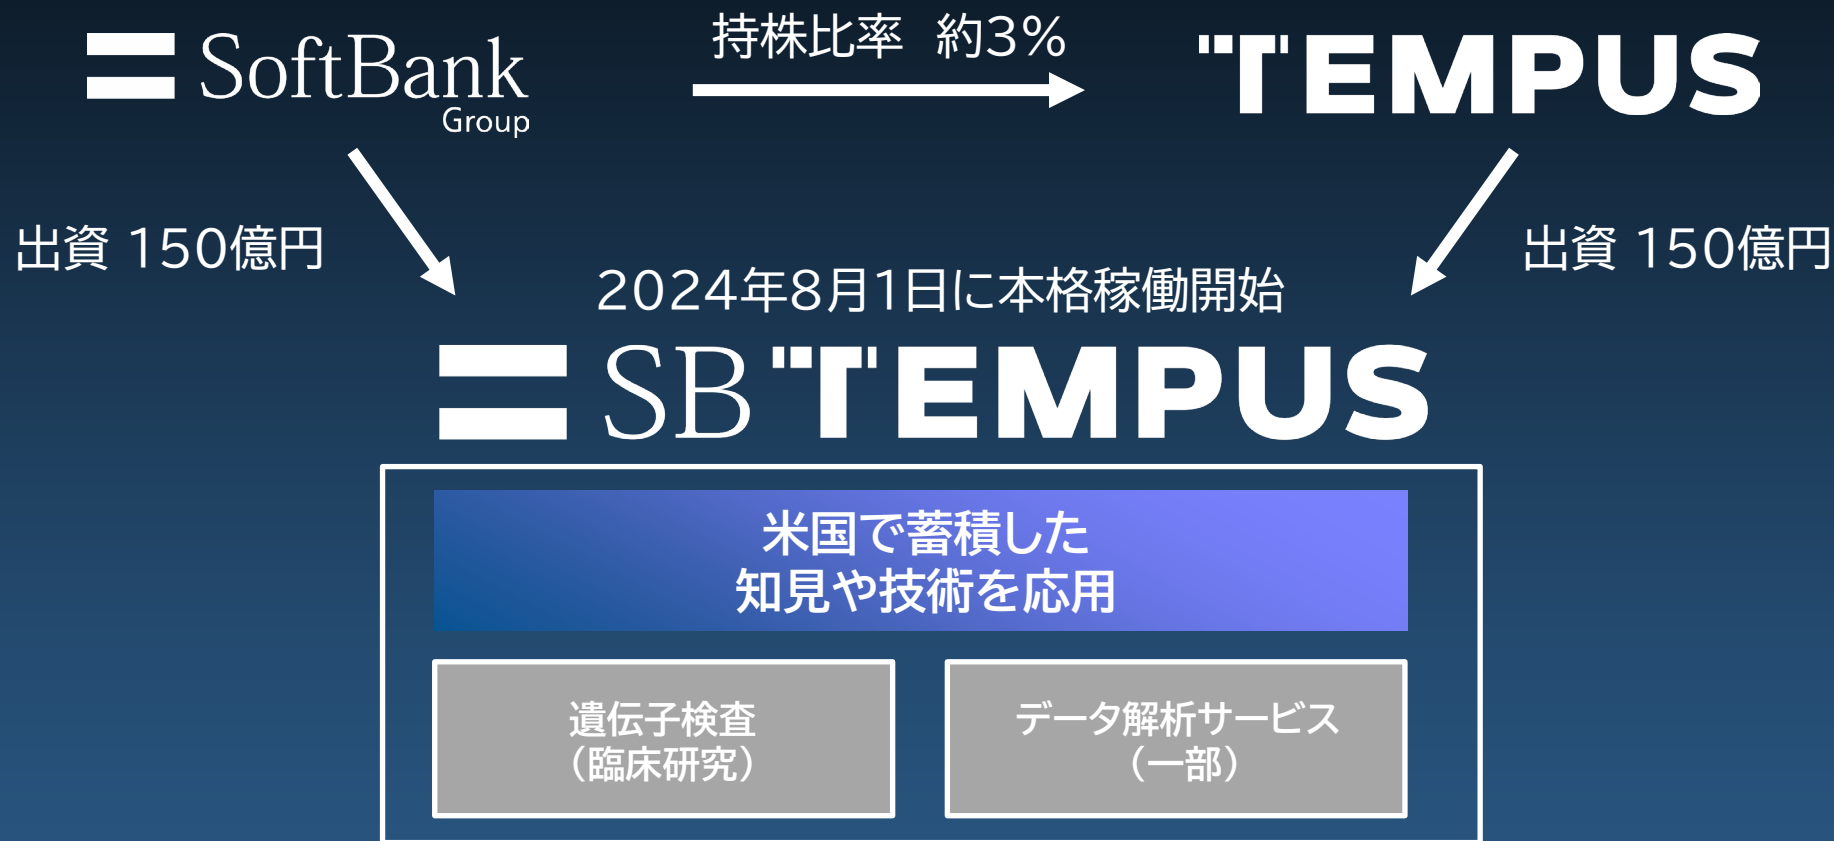 SoftBank
Group
持株比率 約3%
TEMPUS
出資 150億円
出資 150億円
2024年8月1日に本格稼働開始
SB TEMPUS
米国で蓄積した
知見や技術を応用
遺伝子検査
（臨床研究）
データ解析サービス
（一部）